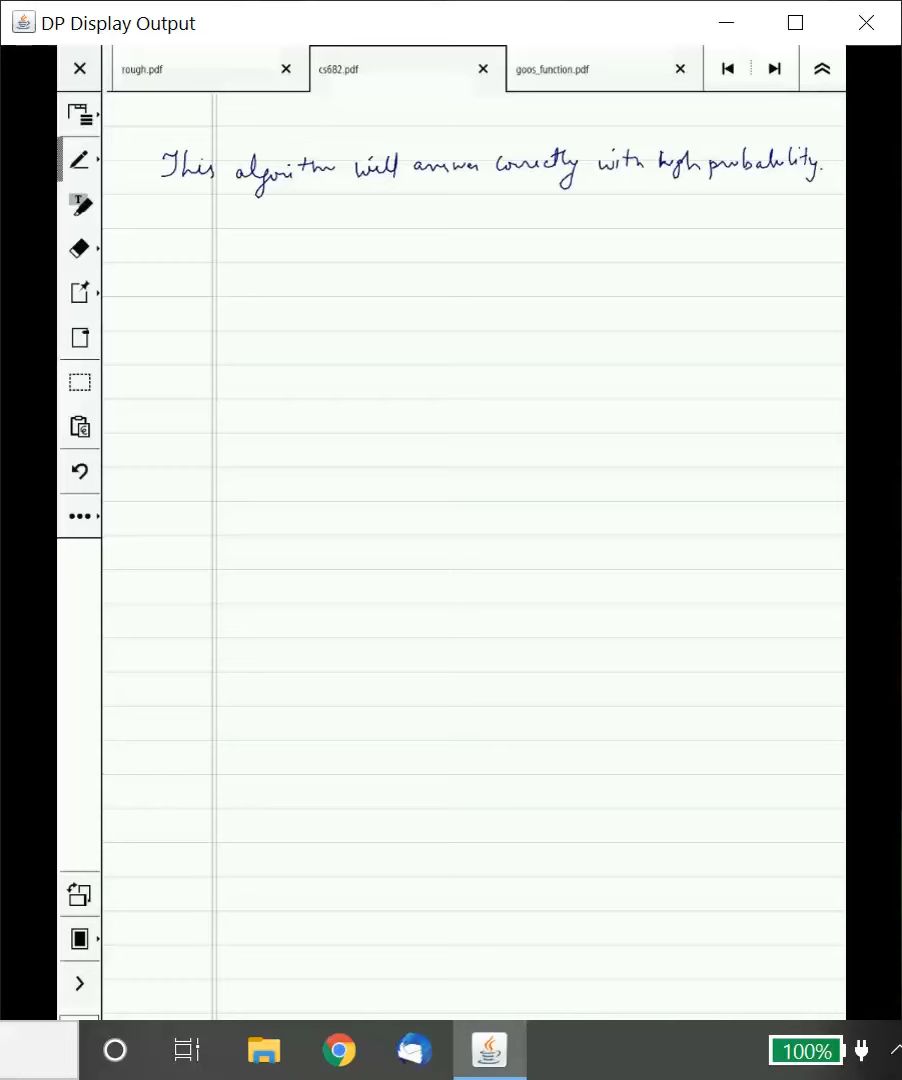 DP Display Output
rough.pdf
cs682.pdf
goos_function.pdf
This algorithm will answer correctly with high probability.
100%